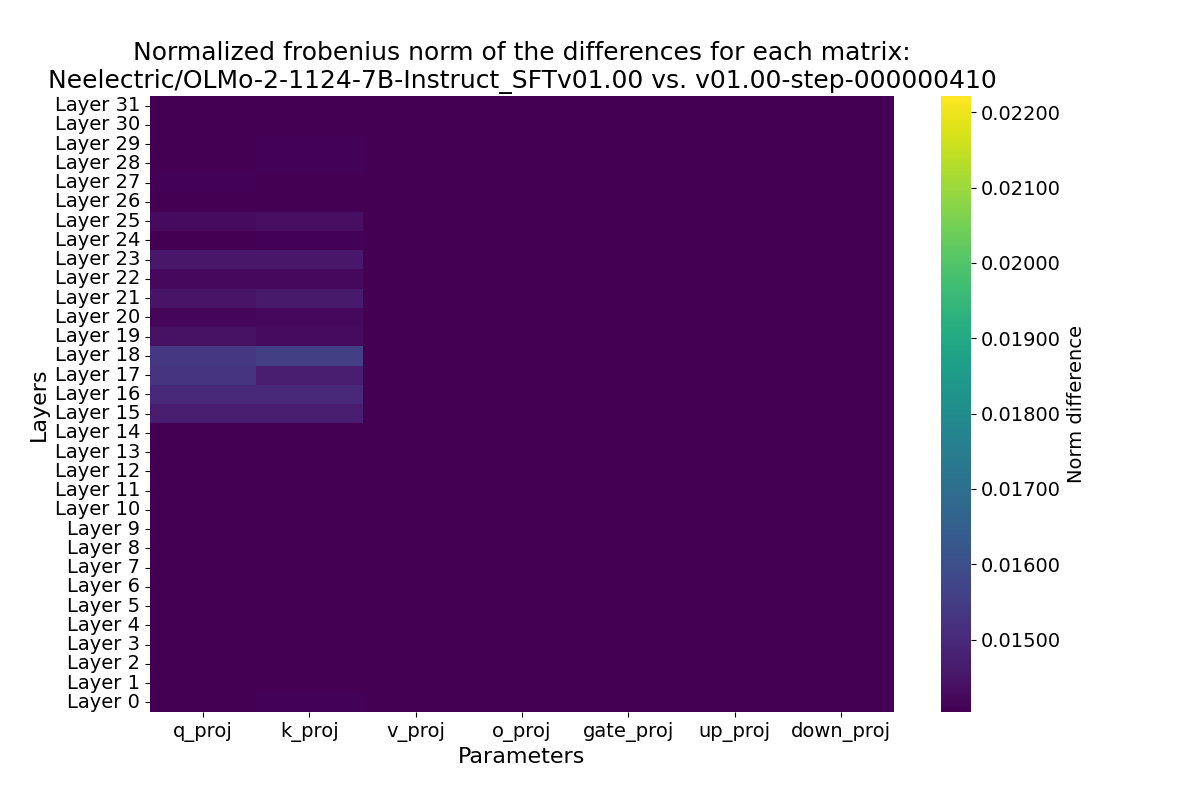 Normalized frobenius norm of the differences for each matrix:
Neelectric/OLMo-2-1124-7B-Instruct_SFTv01.00 vs. v01.00-step-000000410
Layers
Layer 31
Layer 30
Layer 29
Layer 28
Layer 27
Layer 26
Layer 25
Layer 24
Layer 23
Layer 22
Layer 21
Layer 20
Layer 19
Layer 18
Layer 17
Layer 16
Layer 15
Layer 14
Layer 13
Layer 12
Layer 11
Layer 10
Layer 9
Layer 8
Layer 7
Layer 6
Layer 5
Layer 4
Layer 3
Layer 2
Layer 1
Layer 0
q_proj k_proj v_proj o_proj gate_proj up_proj down_proj
Parameters
0.02200
0.02100
0.02000
0.01900
0.01800
0.01700
0.01600
0.01500
Norm difference